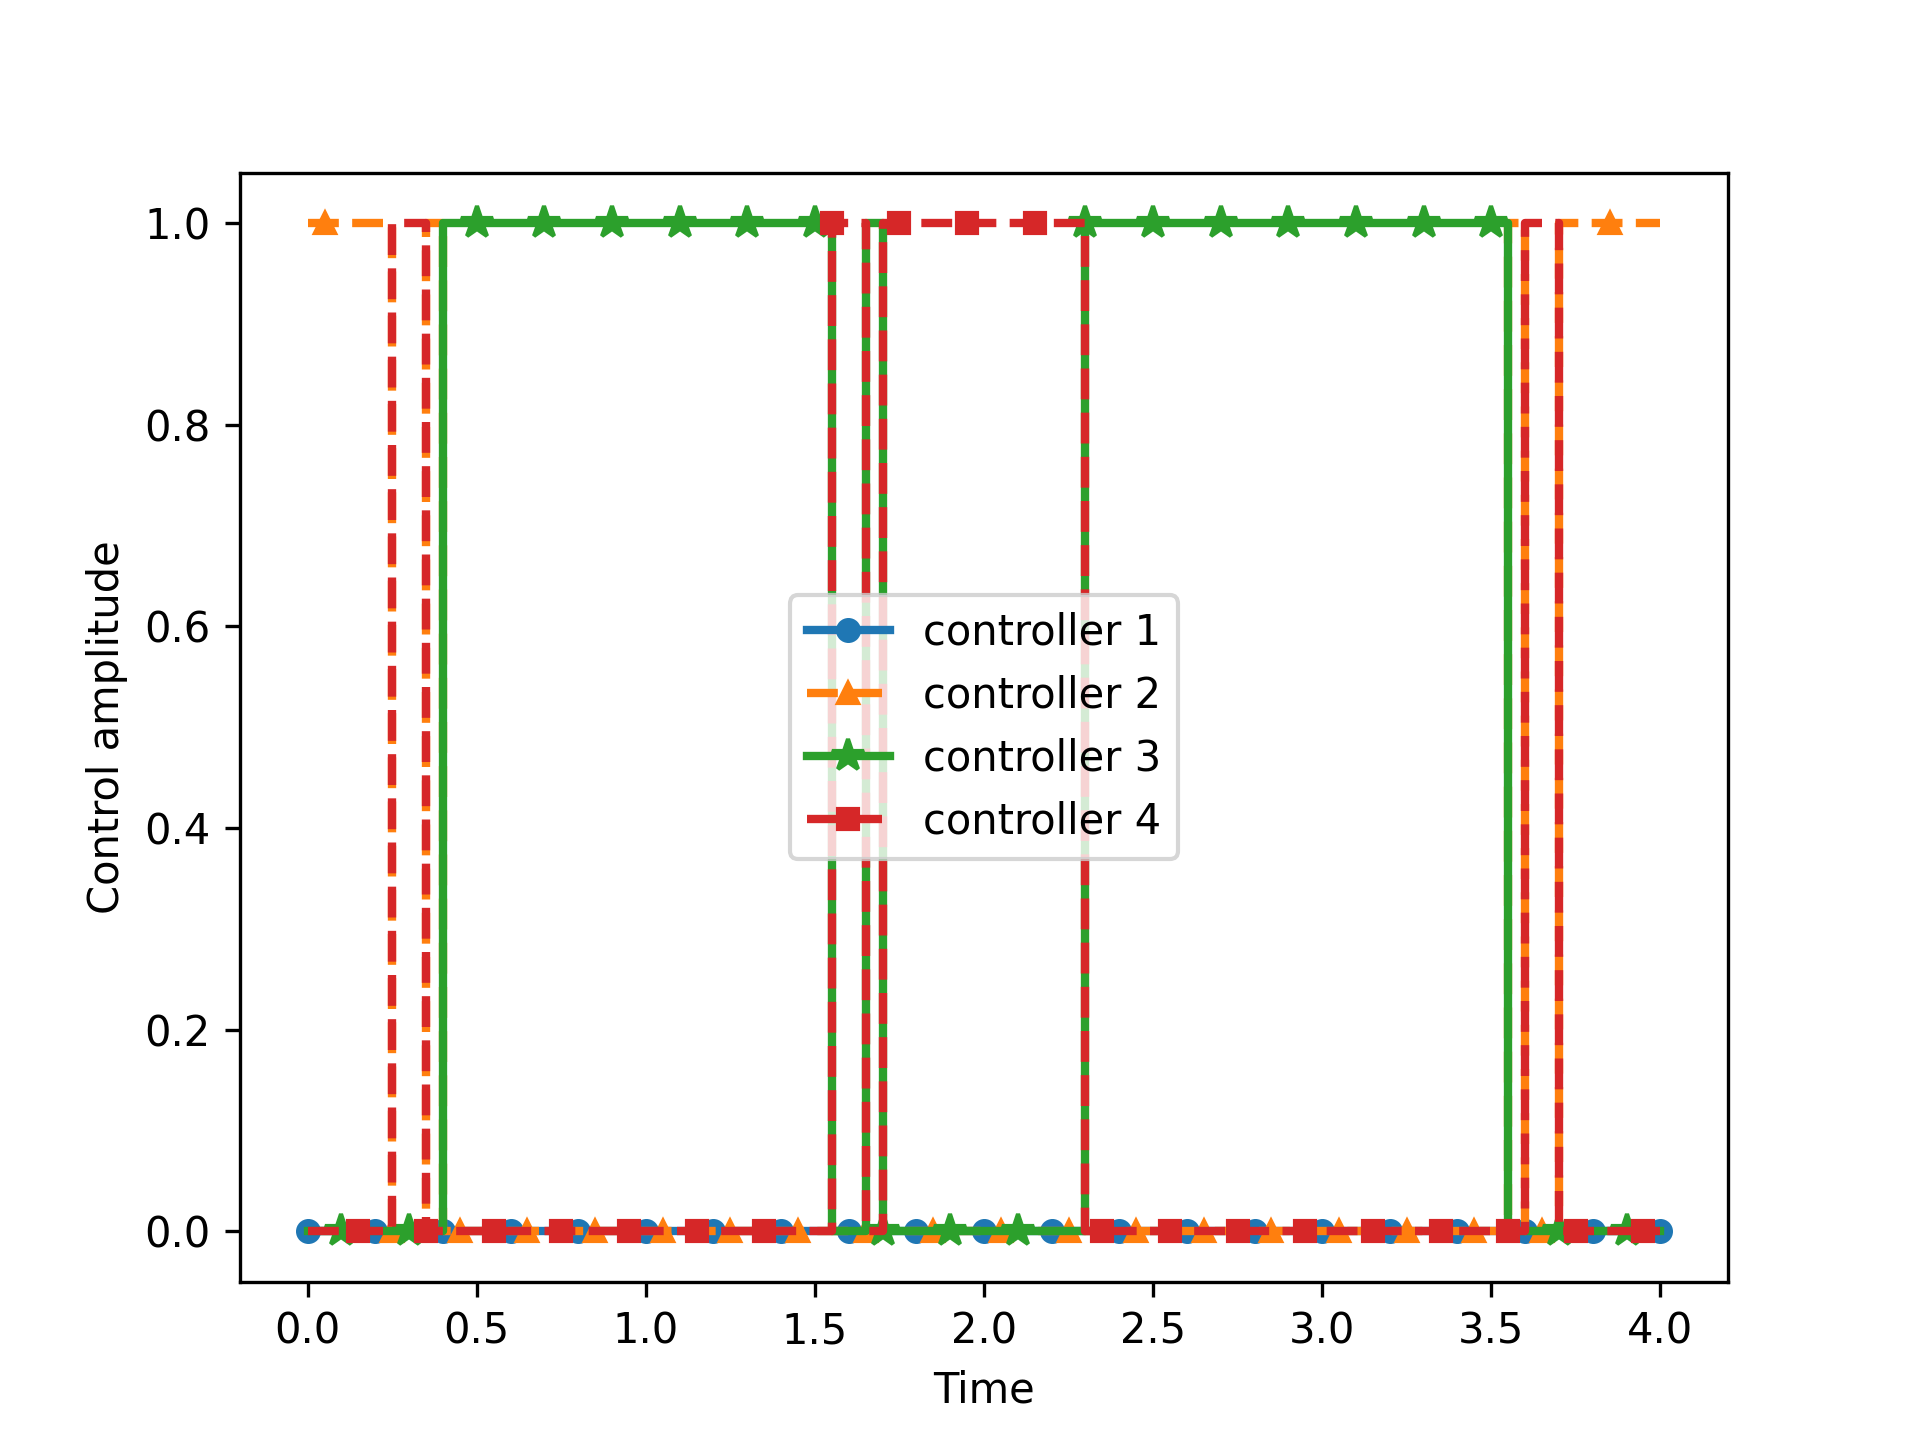 1.0
0.8
0.6
0.4
0.2
0.0
Control amplitude
controller 1
controller 2
controller 3
controller 4
0.0 0.5 1.0 1.5 2.0 2.5 3.0 3.5 4.0
Time